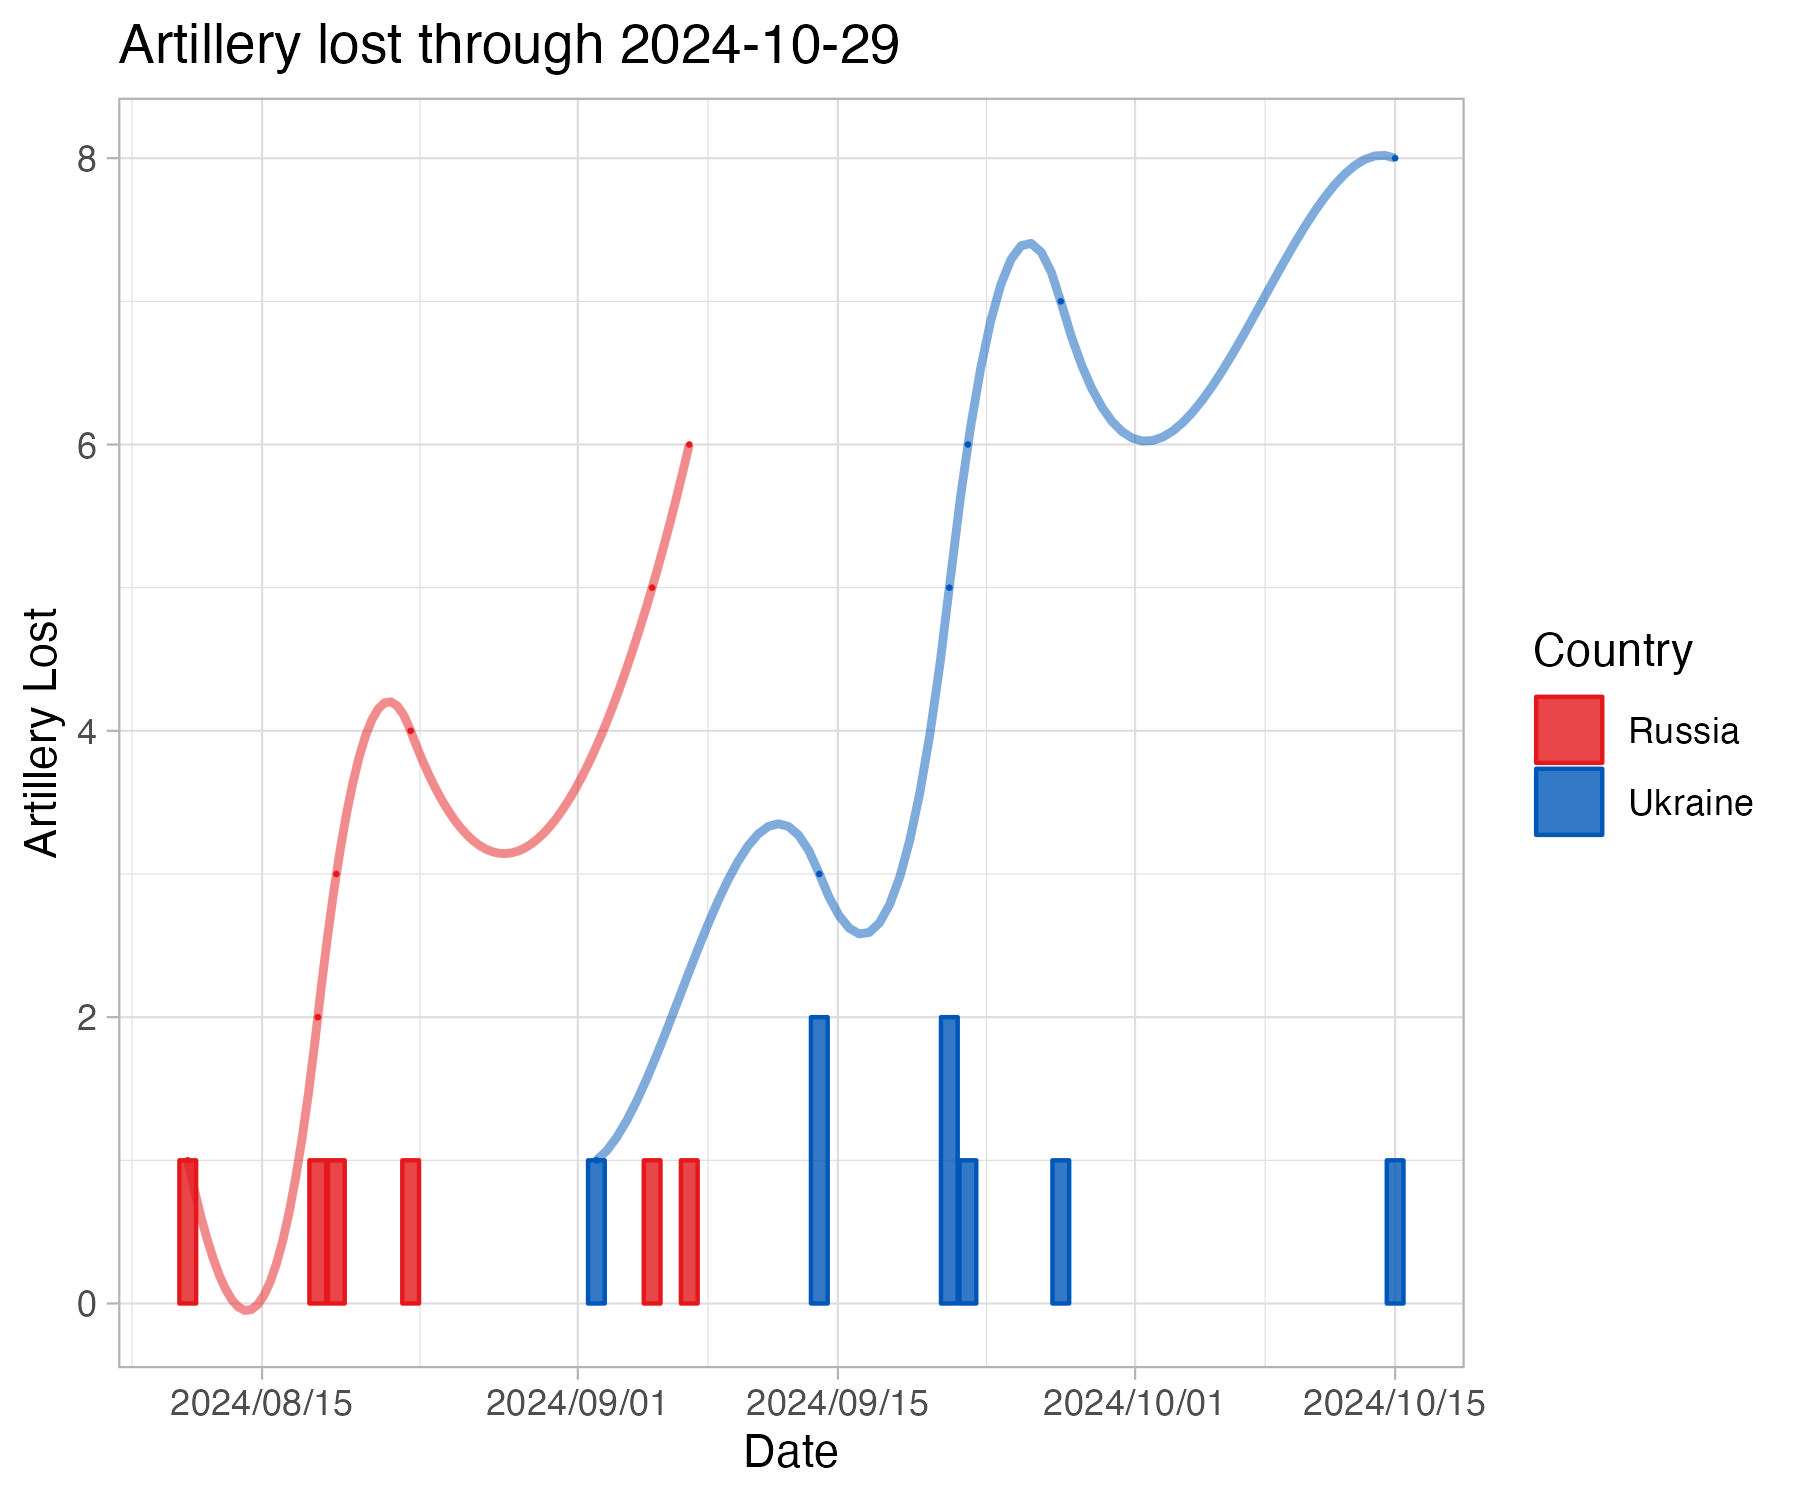 Artillery lost through 2024-10-29
Artillery Lost
8
6
4
2
0
2024/08/15
2024/09/01
2024/09/15
2024/10/01
2024/10/15
Date
Country
Russia
Ukraine